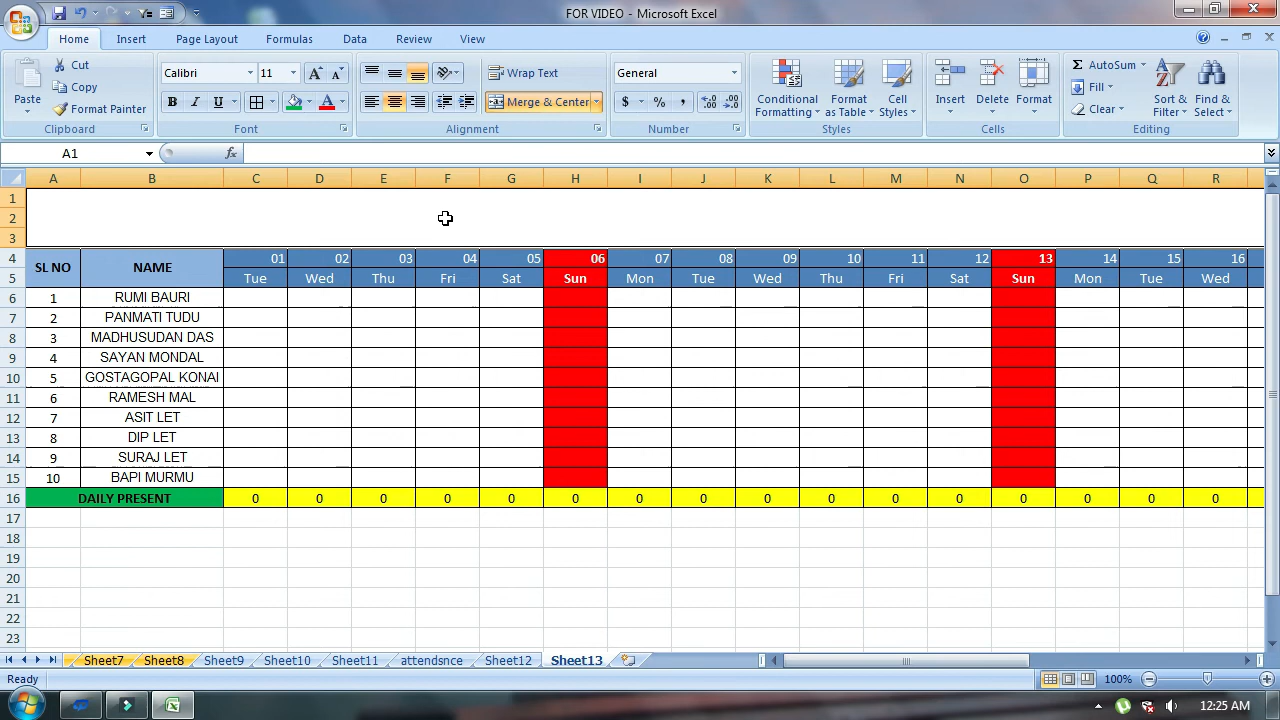 FOR VIDEO - Microsoft Excel
Home Insert Page Layout Formulas Data Review View
Paste Cut Copy Format Painter Clipboard
Calibri 11 B I U A A A Font
Wrap Text Merge & Center Alignment
General $ % , Number
Conditional Formatting Format as Table Cell Styles Styles
Insert Delete Format Cells
Σ AutoSum Fill Clear Sort & Filter Find & Select Editing
A1 fx
A B C D E F G H I J K L M N O P Q R
1
2
3
4 SL NO NAME 01 02 03 04 05 06 07 08 09 10 11 12 13 14 15 16
5 Tue Wed Thu Fri Sat Sun Mon Tue Wed Thu Fri Sat Sun Mon Tue Wed
6 1 RUMI BAURI
7 2 PANMATI TUDU
8 3 MADHUSUDAN DAS
9 4 SAYAN MONDAL
10 5 GOSTAGOPAL KONAI
11 6 RAMESH MAL
12 7 ASIT LET
13 8 DIP LET
14 9 SURAJ LET
15 10 BAPI MURMU
16 DAILY PRESENT 0 0 0 0 0 0 0 0 0 0 0 0 0 0 0 0
17
18
19
20
21
22
23
Sheet7 Sheet8 Sheet9 Sheet10 Sheet11 attendsnce Sheet12 Sheet13
Ready 100%
12:25 AM